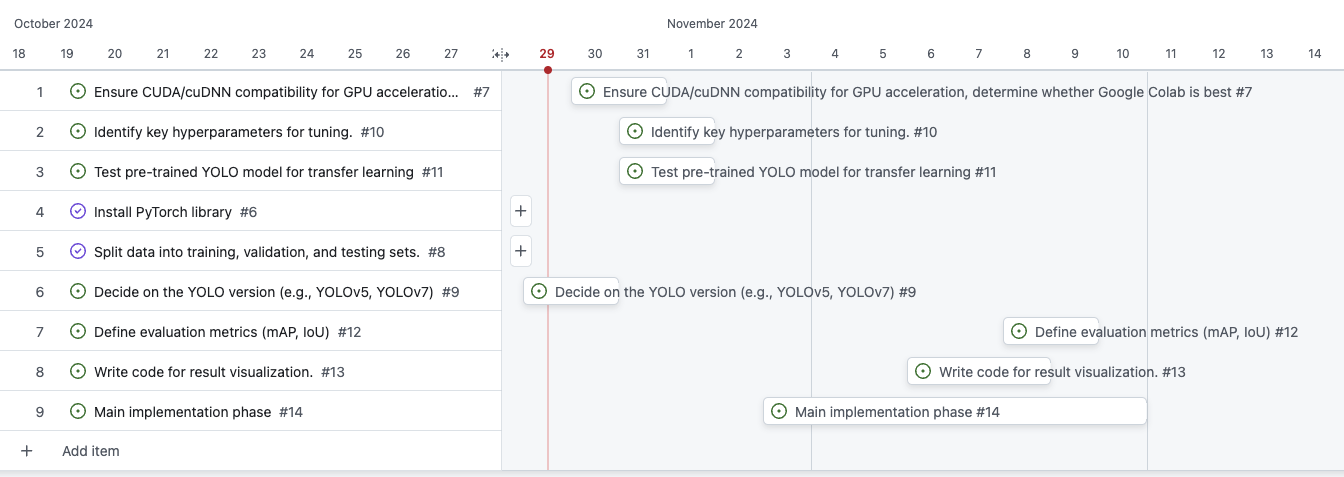 October 2024 November 2024
18 19 20 21 22 23 24 25 26 27 29 30 31 1 2 3 4 5 6 7 8 9 10 11 12 13 14
1 Ensure CUDA/cuDNN compatibility for GPU acceleratio... #7 Ensure CUDA/cuDNN compatibility for GPU acceleration, determine whether Google Colab is best #7
2 Identify key hyperparameters for tuning. #10 Identify key hyperparameters for tuning. #10
3 Test pre-trained YOLO model for transfer learning #11 Test pre-trained YOLO model for transfer learning #11
4 Install PyTorch library #6
5 Split data into training, validation, and testing sets. #8
6 Decide on the YOLO version (e.g., YOLOv5, YOLOv7) #9 Decide on the YOLO version (e.g., YOLOv5, YOLOv7) #9
7 Define evaluation metrics (mAP, IoU) #12 Define evaluation metrics (mAP, IoU) #12
8 Write code for result visualization. #13 Write code for result visualization. #13
9 Main implementation phase #14 Main implementation phase #14
+ Add item